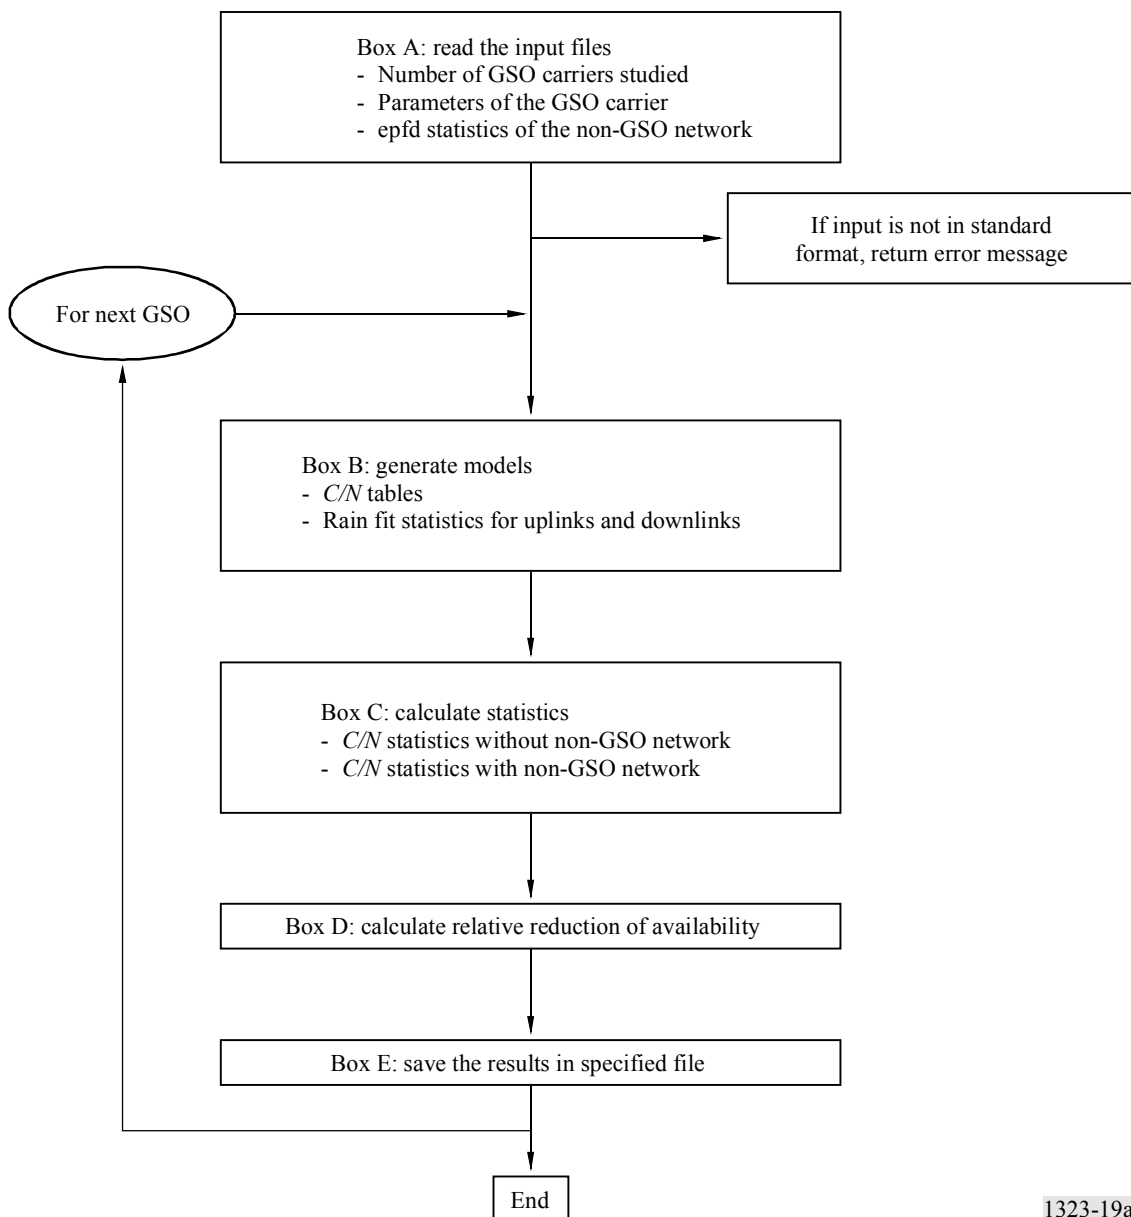 Box A: read the input files
- Number of GSO carriers studied
- Parameters of the GSO carrier
- epfd statistics of the non-GSO network
If input is not in standard
format, return error message
For next GSO
Box B: generate models
- C/N tables
- Rain fit statistics for uplinks and downlinks
Box C: calculate statistics
- C/N statistics without non-GSO network
- C/N statistics with non-GSO network
Box D: calculate relative reduction of availability
Box E: save the results in specified file
End
1323-19a